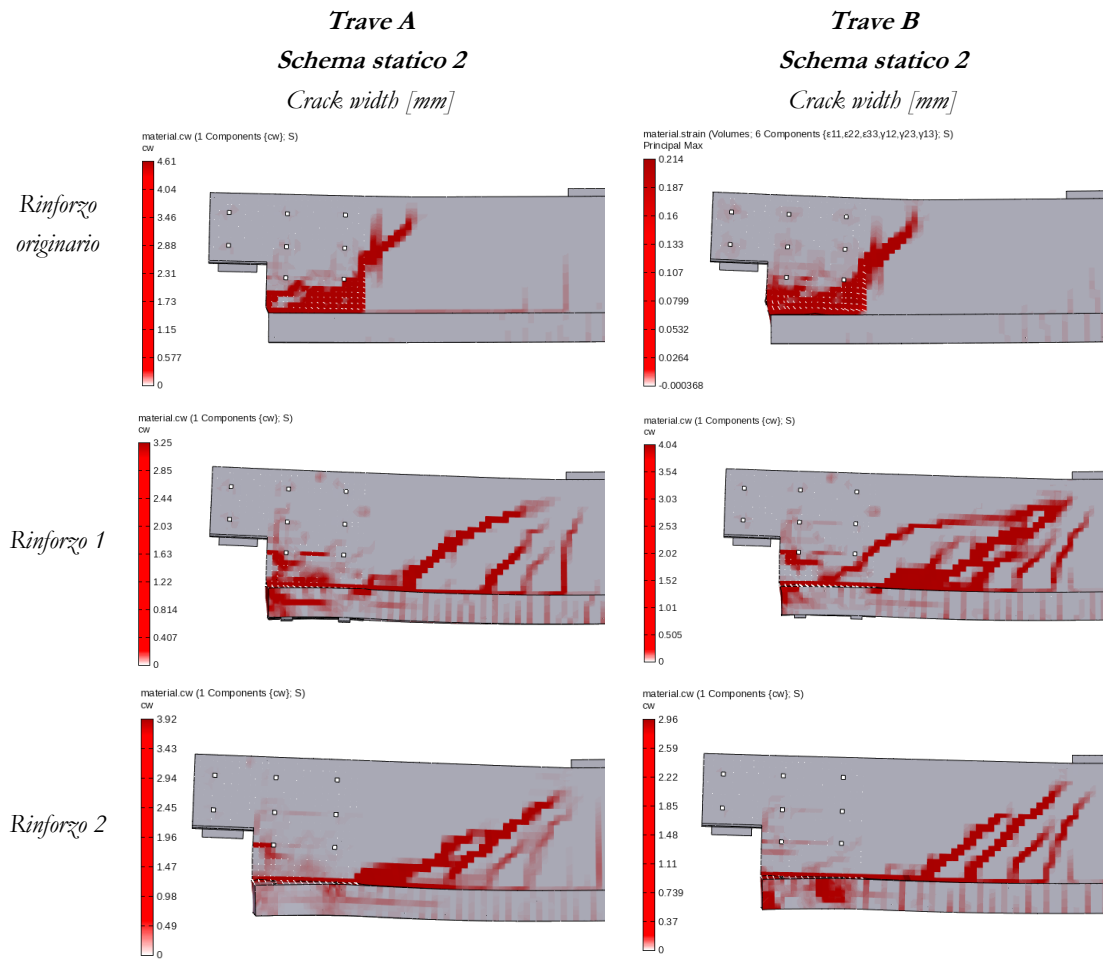 Trave A
Trave B
Schema statico 2
Schema statico 2
Crack width [mm]
Crack width [mm]
Rinforzo
originario
material.cw (1 Components {cw}; S)
cw
4.61
4.04
3.46
2.88
2.31
1.73
1.15
0.577
0
material.strain (Volumes; 6 Components {ε11,ε22,ε33,γ12,γ23,γ13}; S)
Principal Max
0.214
0.187
0.16
0.133
0.107
0.0799
0.0532
0.0264
-0.000368
Rinforzo 1
material.cw (1 Components {cw}; S)
cw
3.25
2.85
2.44
2.03
1.63
1.22
0.814
0.407
0
material.cw (1 Components {cw}; S)
cw
4.04
3.54
3.03
2.53
2.02
1.52
1.01
0.505
0
Rinforzo 2
material.cw (1 Components {cw}; S)
cw
3.92
3.43
2.94
2.45
1.96
1.47
0.98
0.49
0
material.cw (1 Components {cw}; S)
cw
2.96
2.59
2.22
1.85
1.48
1.11
0.739
0.37
0